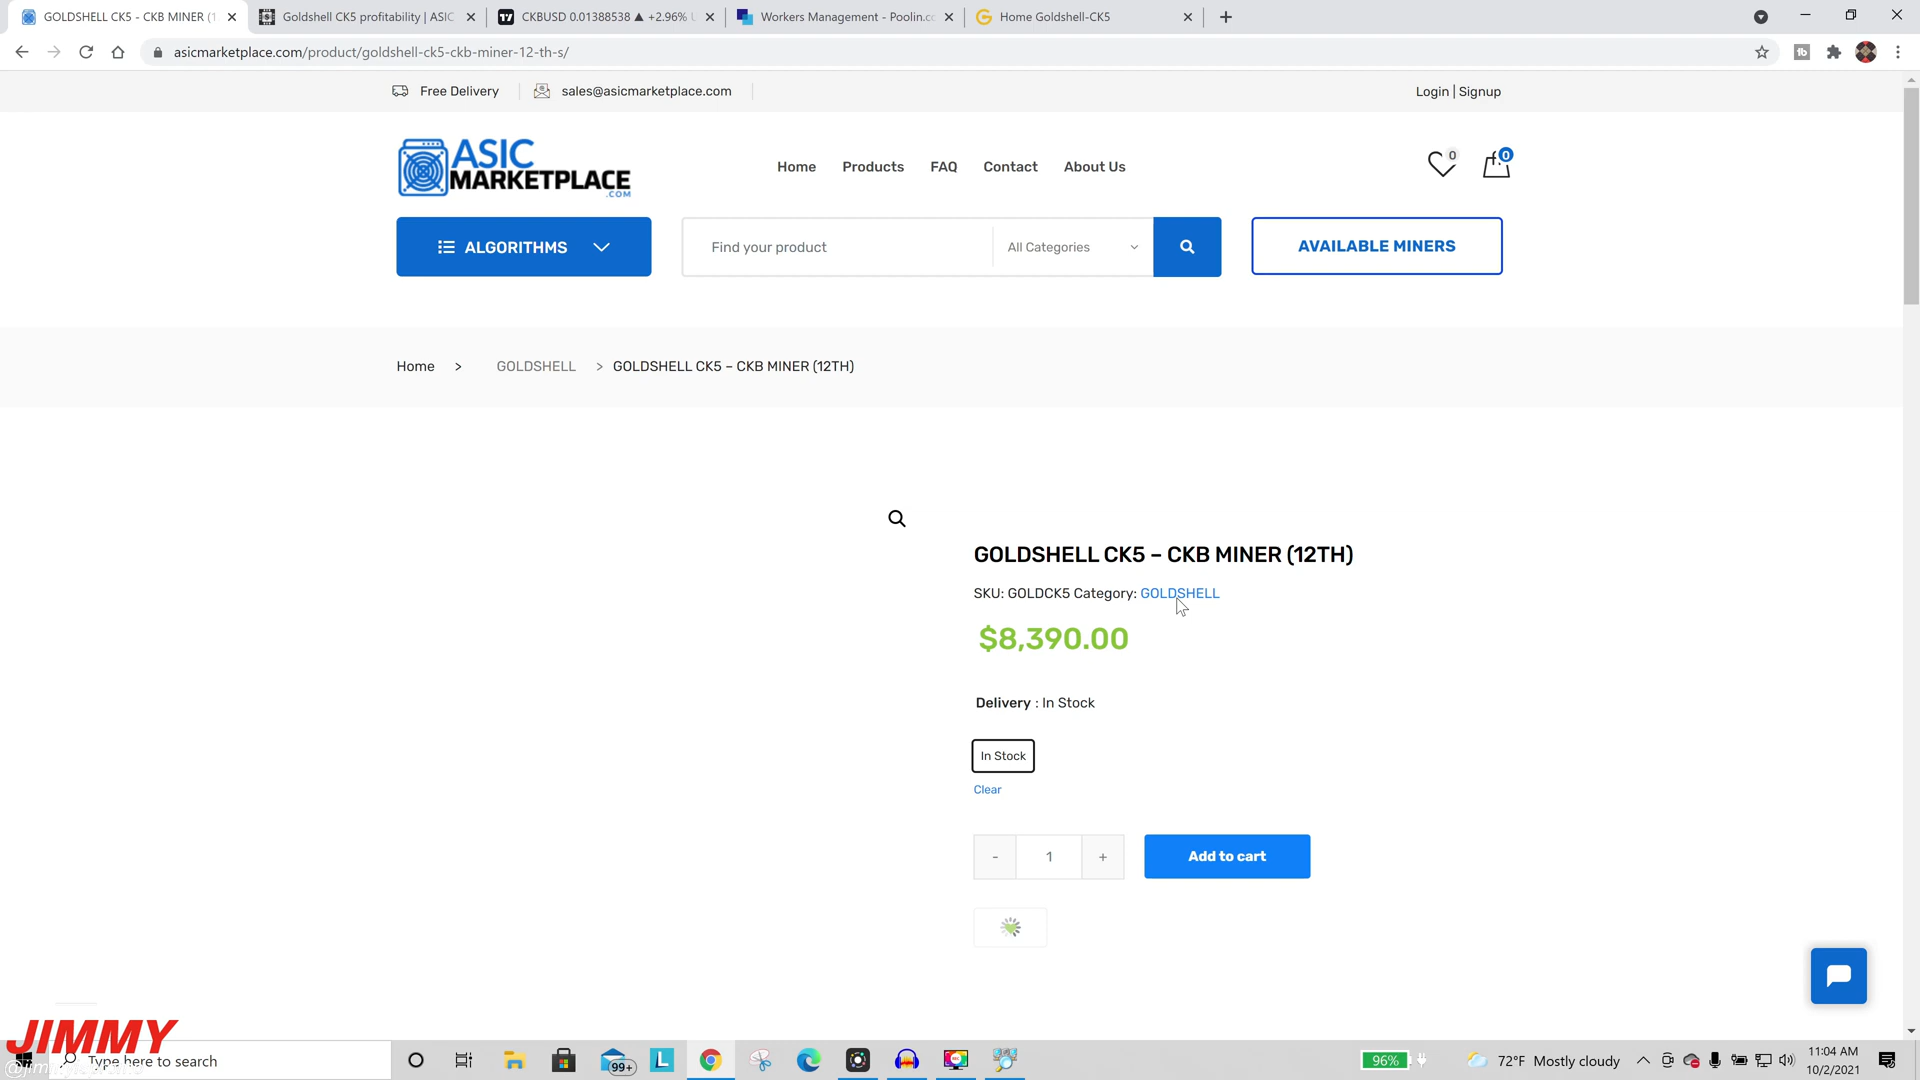 GOLDSHELL CK5 - CKB MINER (1
Goldshell CK5 profitability | ASIC
CKBUSD 0.01388538 ▲ +2.96% U
Workers Management - Poolin.co
Home Goldshell-CK5
asicmarketplace.com/product/goldshell-ck5-ckb-miner-12-th-s/
Free Delivery
sales@asicmarketplace.com
Login | Signup
ASIC
MARKETPLACE
.COM
Home
Products
FAQ
Contact
About Us
0
0
ALGORITHMS
Find your product
All Categories
AVAILABLE MINERS
Home > GOLDSHELL > GOLDSHELL CK5 – CKB MINER (12TH)
GOLDSHELL CK5 – CKB MINER (12TH)
SKU: GOLDCK5 Category: GOLDSHELL
$8,390.00
Delivery : In Stock
In Stock
Clear
- 1 +
Add to cart
JIMMY
Type here to search
99+
L
96%
72°F Mostly cloudy
11:04 AM
10/2/2021